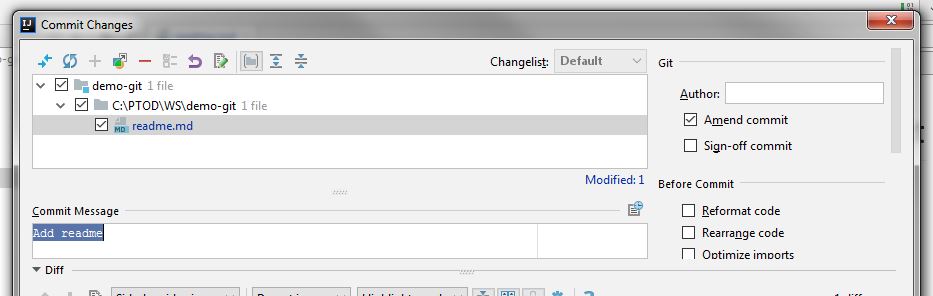 Commit Changes
Changelist: Default
Git
demo-git 1 file
Author:
C:\PTOD\WS\demo-git 1 file
Amend commit
MD readme.md
Sign-off commit
Modified: 1
Before Commit
Commit Message
Reformat code
Add readme
Rearrange code
Optimize imports
Diff